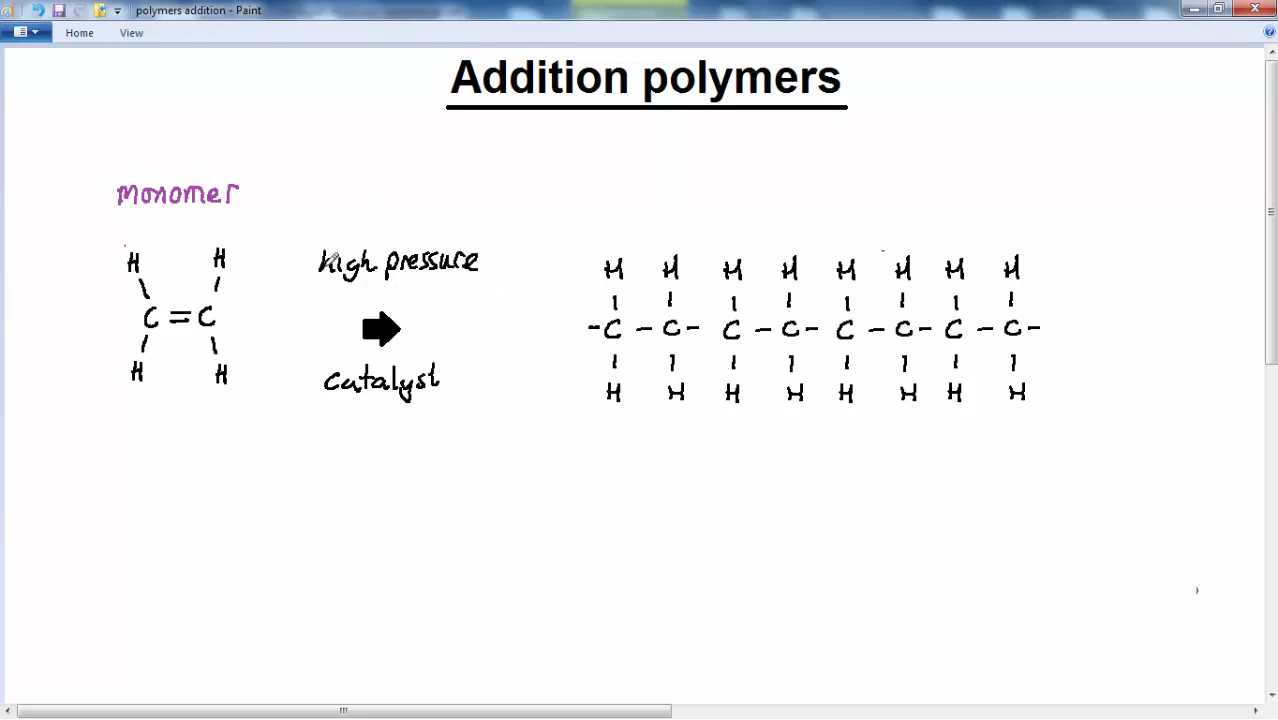 polymers addition - Paint
Home View
Addition polymers
monomer
H H
high pressure
H H H H H H H H
C = C
- C - C - C - C - C - C - C - C -
H H
catalyst
H H H H H H H H